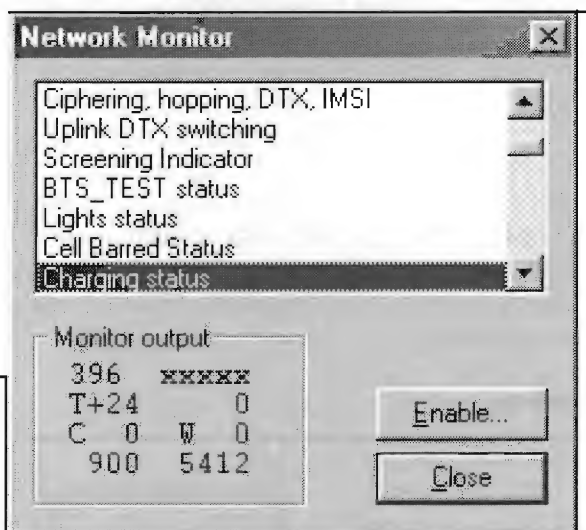 Network Monitor
Ciphering, hopping, DTX, IMSI
Uplink DTX switching
Screening Indicator
BTS_TEST status
Lights status
Cell Barred Status
Charging status
Monitor output
396 xxxxx
T+24 0
C 0 W 0
900 5412
Enable...
Close